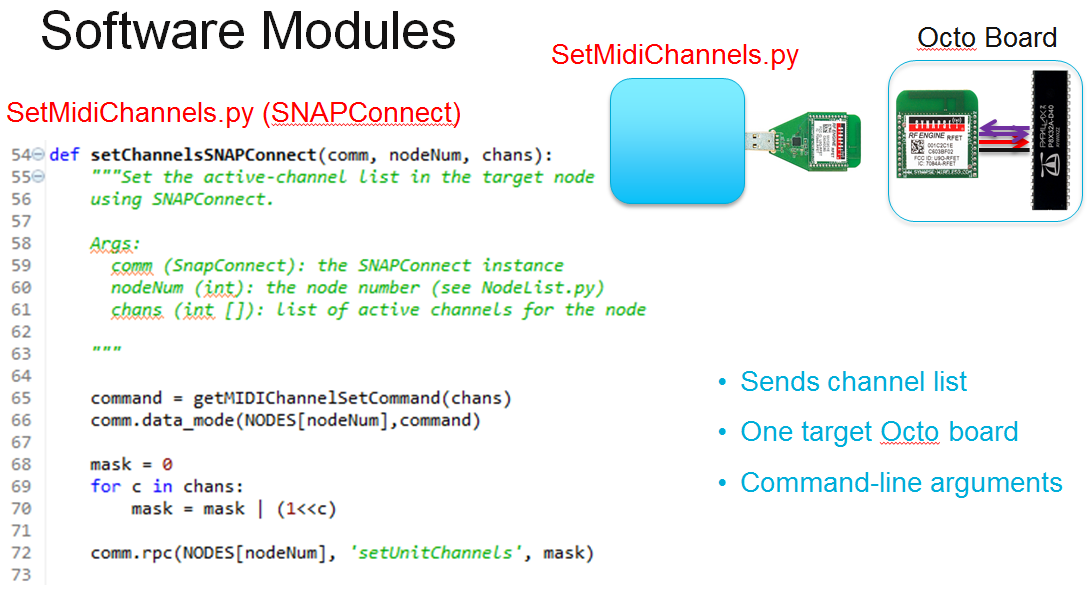 Software Modules
SetMidiChannels.py
Octo Board
SetMidiChannels.py (SNAPConnect)
54 def setChannelsSNAPConnect(comm, nodeNum, chans):
55 """Set the active-channel list in the target node
56 using SNAPConnect.
57
58 Args:
59 comm (SnapConnect): the SNAPConnect instance
60 nodeNum (int): the node number (see NodeList.py)
61 chans (int []): list of active channels for the node
62
63 """
64
65 command = getMIDIChannelSetCommand(chans)
66 comm.data_mode(NODES[nodeNum],command)
67
68 mask = 0
69 for c in chans:
70 mask = mask | (1<<c)
71
72 comm.rpc(NODES[nodeNum], 'setUnitChannels', mask)
73
• Sends channel list
• One target Octo board
• Command-line arguments
RF ENGINE
RFET
00102C1E
C603BF02
FCC ID: U9O-RFET
IC: 7084A-RFET
PARALLAX
P8X32A-D40